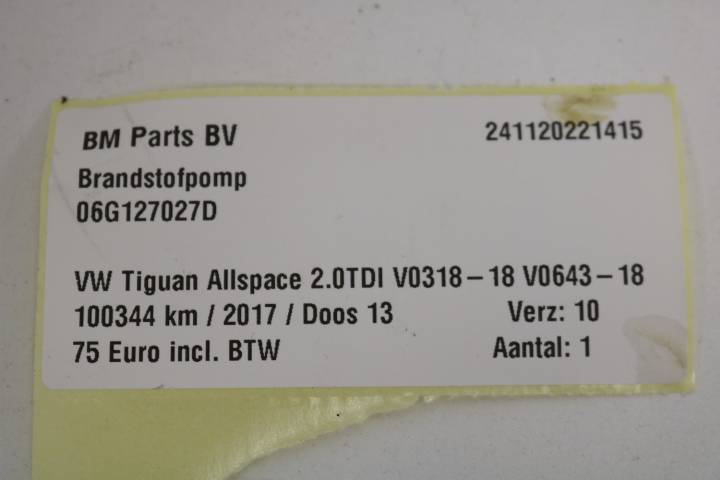 BM Parts BV 241120221415
Brandstofpomp
06G127027D
VW Tiguan Allspace 2.0TDI V0318-18 V0643-18
100344 km / 2017 / Doos 13 Verz: 10
75 Euro incl. BTW Aantal: 1